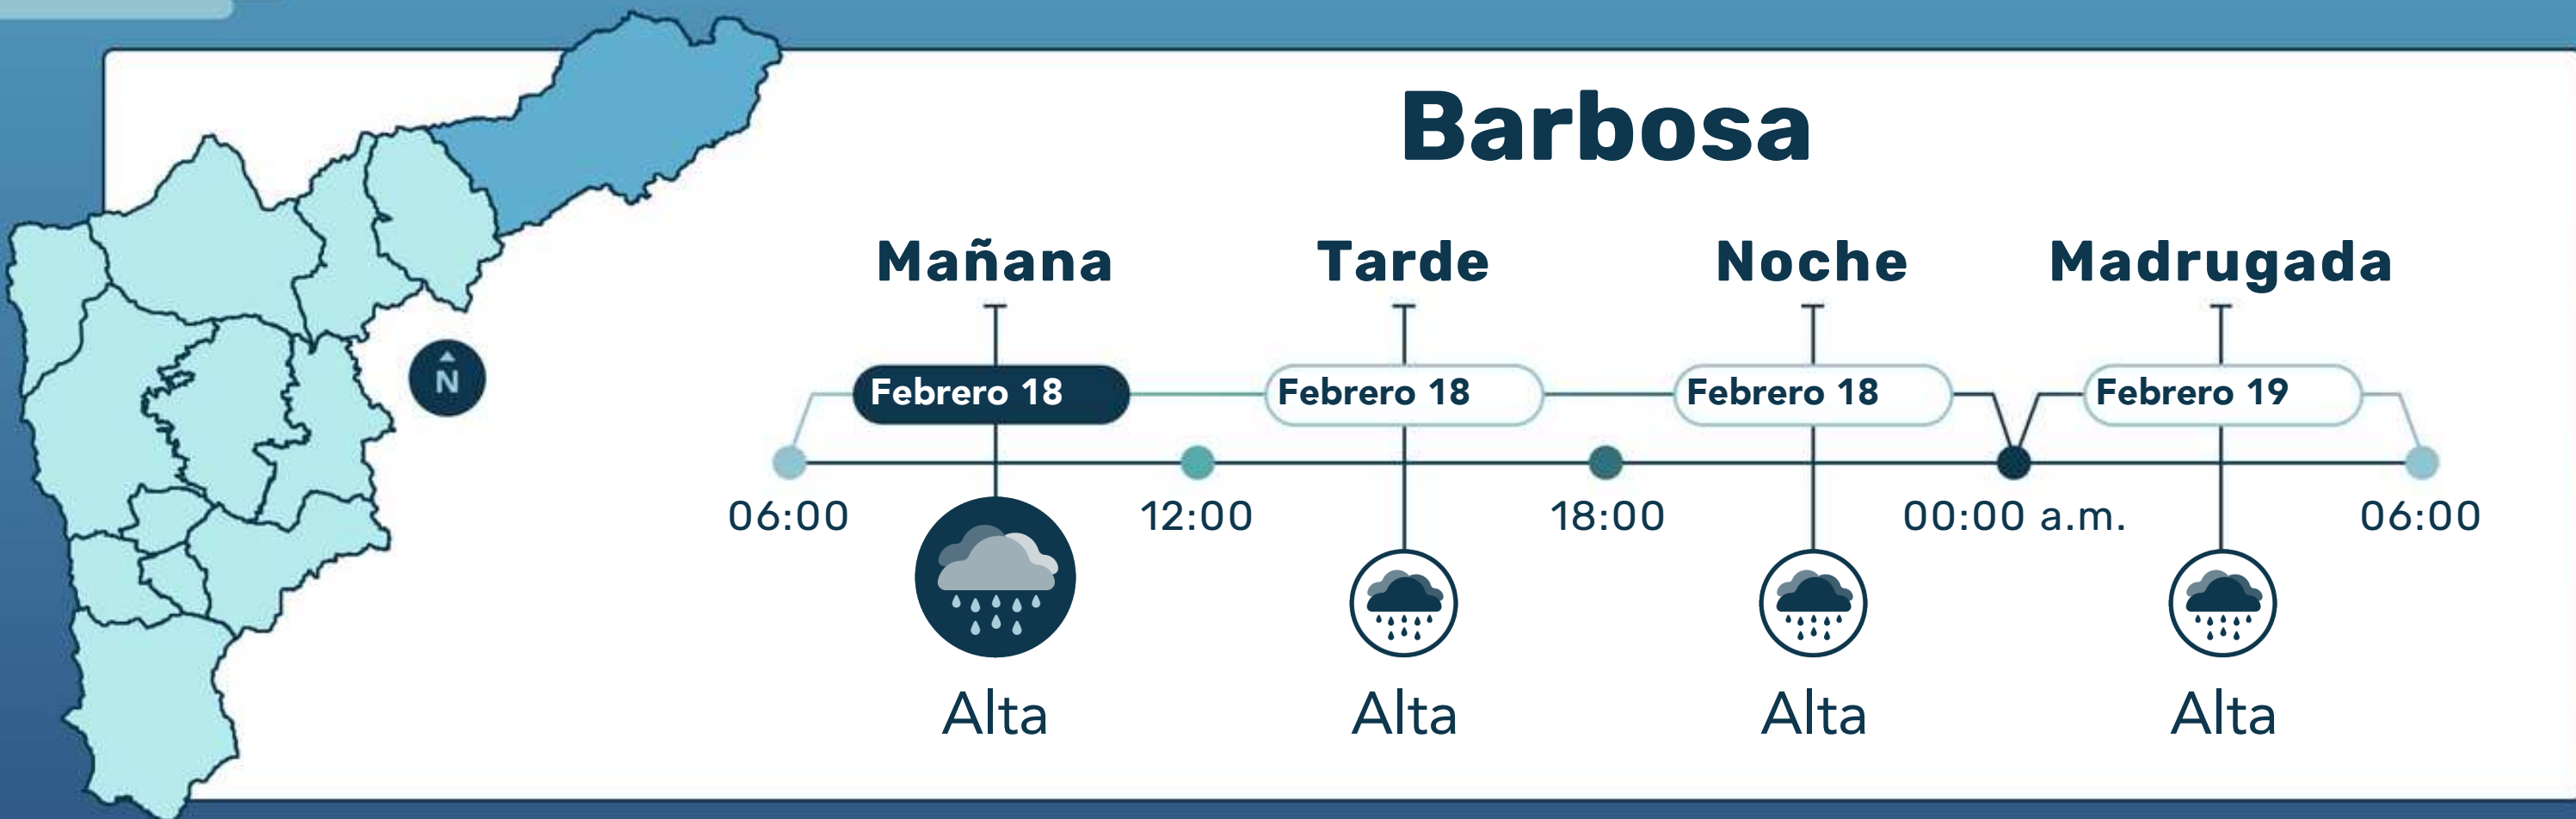 Barbosa
Mañana Tarde Noche Madrugada
Febrero 18 Febrero 18 Febrero 18 Febrero 19
N
06:00 12:00 18:00 00:00 a.m. 06:00
Alta Alta Alta Alta